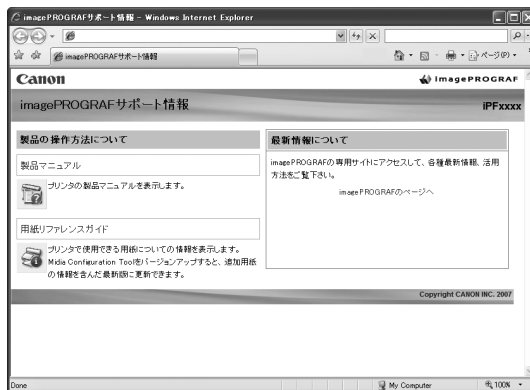 imagePROGRAFサポート情報 - Windows Internet Explorer
imagePROGRAFサポート情報
ページ(P)
Canon
imagePROGRAF
imagePROGRAFサポート情報
iPFxxxx
製品の操作方法について
製品マニュアル
プリンタの製品マニュアルを表示します。
用紙リファレンスガイド
プリンタで使用できる用紙についての情報を表示します。
Midia Configuration Toolをバージョンアップすると、追加用紙
の情報を含んだ最新版に更新できます。
最新情報について
imagePROGRAFの専用サイトにアクセスして、各種最新情報、活用
方法をご覧下さい。
imagePROGRAFのページへ
Copyright CANON INC. 2007
Done
My Computer
100%